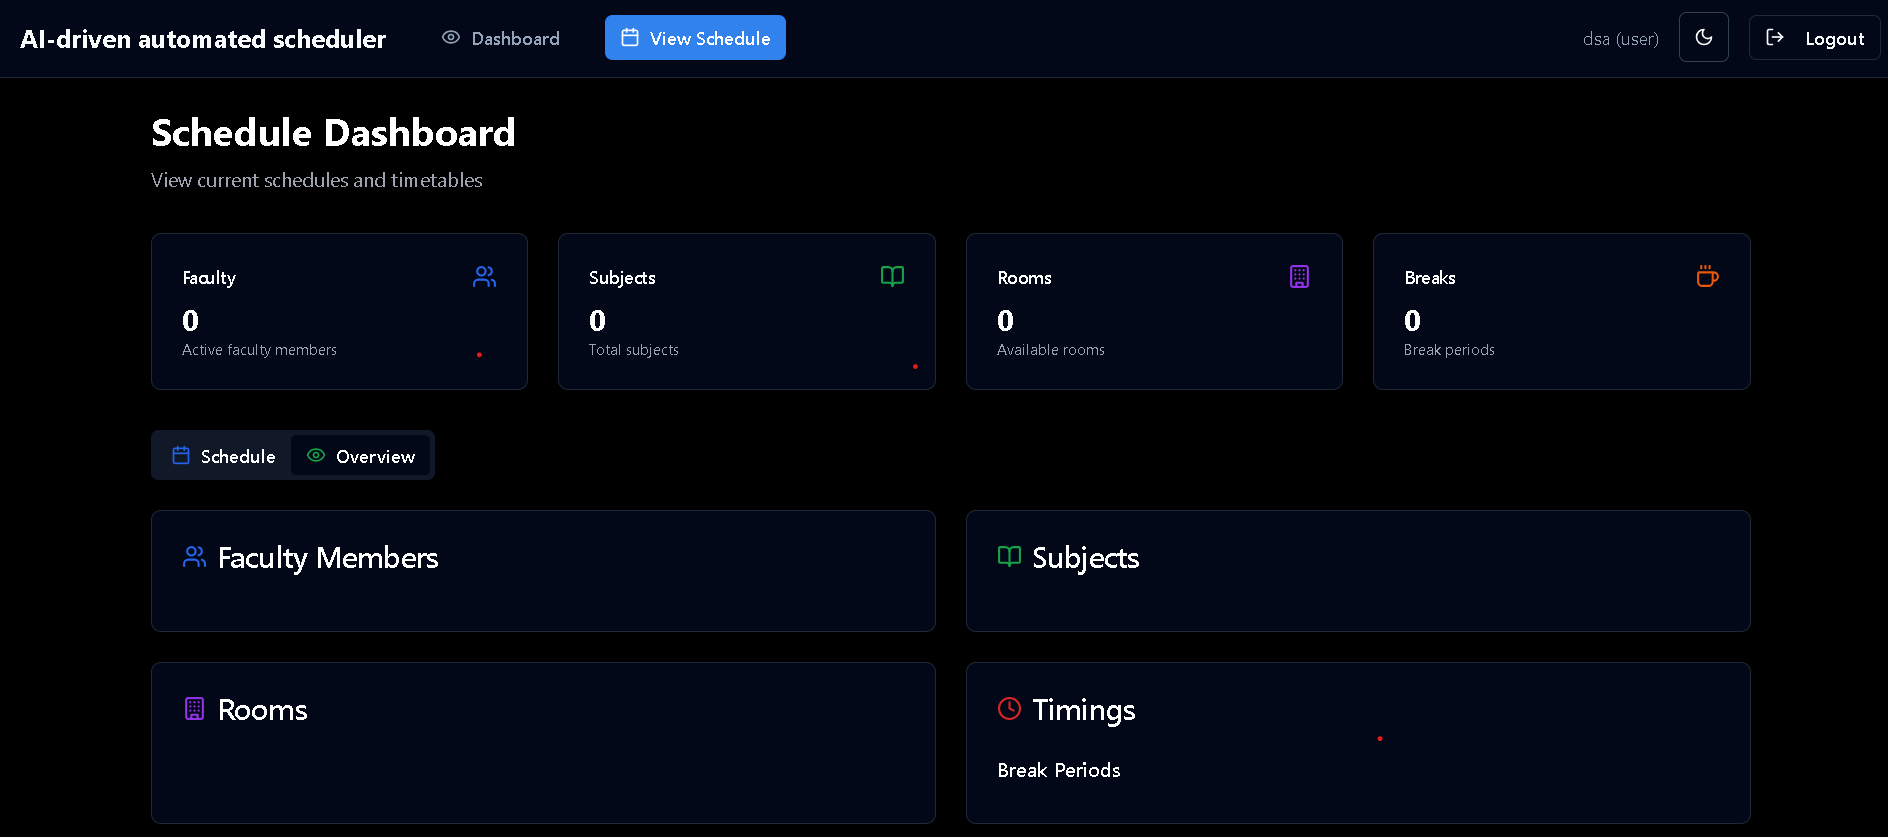 AI-driven automated scheduler
Dashboard
View Schedule
dsa (user)
Logout
Schedule Dashboard
View current schedules and timetables
Faculty
0
Active faculty members
Subjects
0
Total subjects
Rooms
0
Available rooms
Breaks
0
Break periods
Schedule
Overview
Faculty Members
Subjects
Rooms
Timings
Break Periods